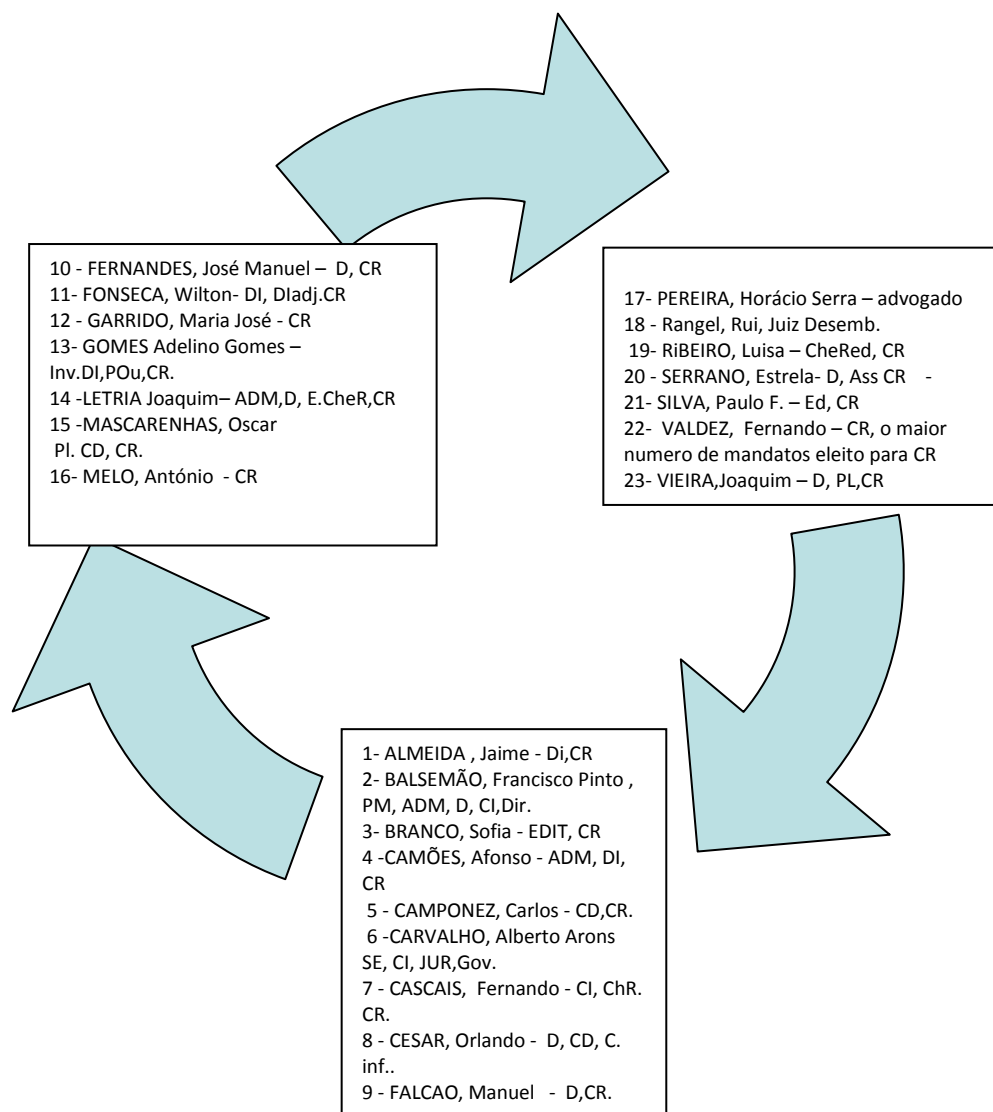 10 - FERNANDES, José Manuel – D, CR
11- FONSECA, Wilton- DI, DIadj.CR
12 - GARRIDO, Maria José - CR
13- GOMES Adelino Gomes –
Inv.DI,POu,CR.
14 -LETRIA Joaquim– ADM,D, E.CheR,CR
15 -MASCARENHAS, Oscar
Pl. CD, CR.
16- MELO, António - CR
17- PEREIRA, Horácio Serra – advogado
18 - Rangel, Rui, Juiz Desemb.
19- RiBEIRO, Luisa – CheRed, CR
20 - SERRANO, Estrela- D, Ass CR -
21- SILVA, Paulo F. – Ed, CR
22- VALDEZ, Fernando – CR, o maior
numero de mandatos eleito para CR
23- VIEIRA,Joaquim – D, PL,CR
1- ALMEIDA , Jaime - Di,CR
2- BALSEMÃO, Francisco Pinto ,
PM, ADM, D, CI,Dir.
3- BRANCO, Sofia - EDIT, CR
4 -CAMÕES, Afonso - ADM, DI,
CR
5 - CAMPONEZ, Carlos - CD,CR.
6 -CARVALHO, Alberto Arons
SE, CI, JUR,Gov.
7 - CASCAIS, Fernando - CI, ChR.
CR.
8 - CESAR, Orlando - D, CD, C.
inf..
9 - FALCAO, Manuel - D,CR.